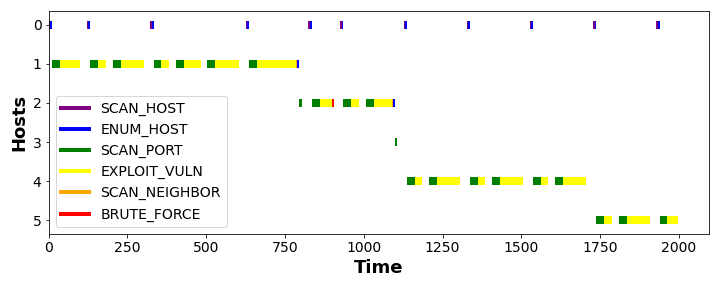 Hosts
0
1
2
3
4
5
SCAN_HOST
ENUM_HOST
SCAN_PORT
EXPLOIT_VULN
SCAN_NEIGHBOR
BRUTE_FORCE
0 250 500 750 1000 1250 1500 1750 2000
Time